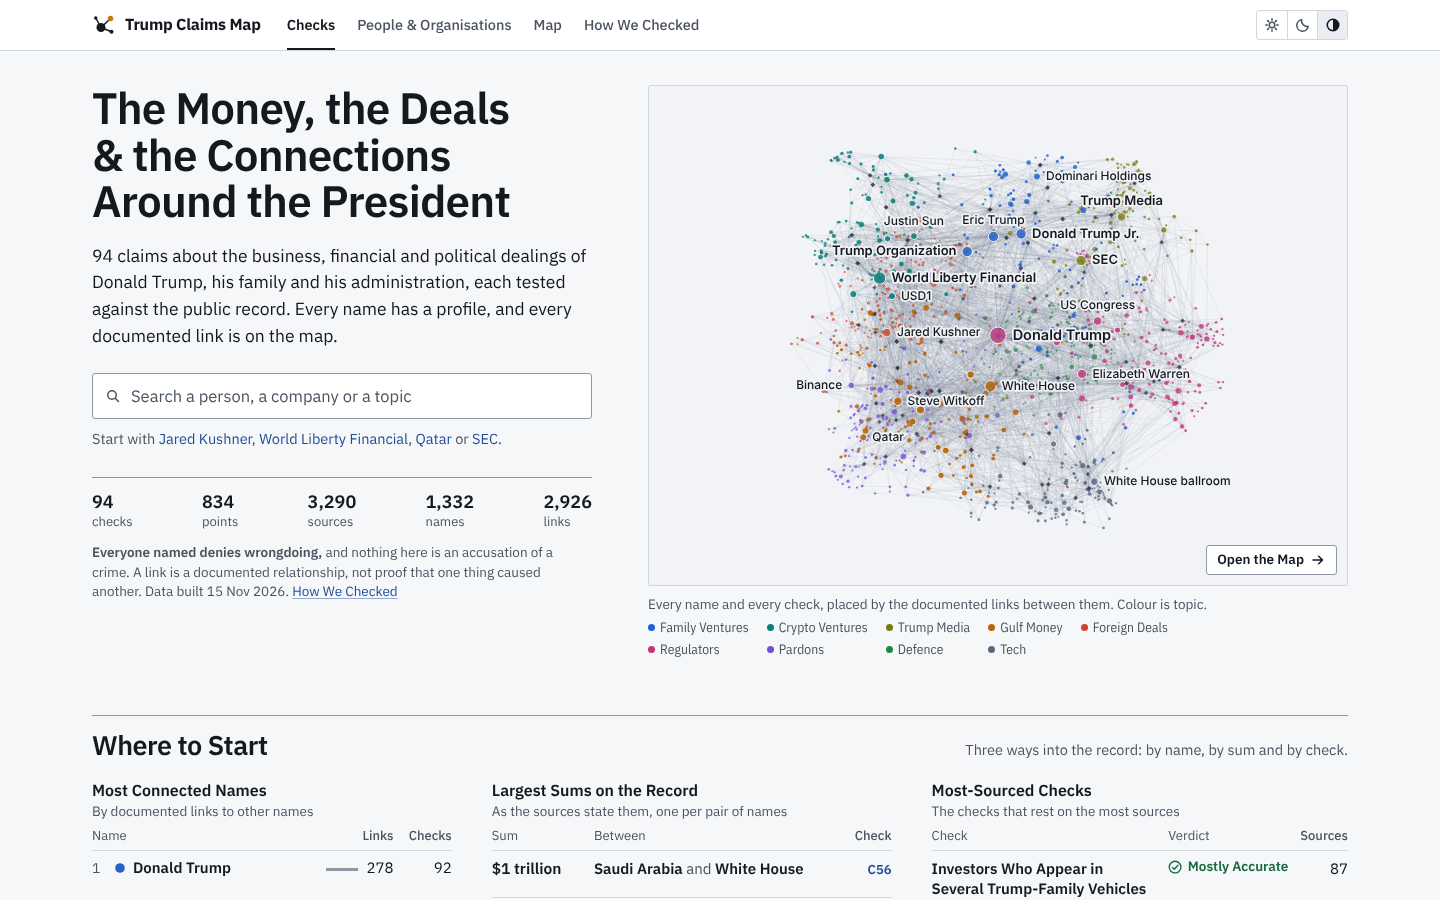 Trump Claims Map
Checks
People & Organisations
Map
How We Checked
The Money, the Deals
& the Connections
Around the President
94 claims about the business, financial and political dealings of
Donald Trump, his family and his administration, each tested
against the public record. Every name has a profile, and every
documented link is on the map.
Search a person, a company or a topic
Start with Jared Kushner, World Liberty Financial, Qatar or SEC.
94
checks
834
points
3,290
sources
1,332
names
2,926
links
Everyone named denies wrongdoing, and nothing here is an accusation of a
crime. A link is a documented relationship, not proof that one thing caused
another. Data built 15 Nov 2026. How We Checked
Dominari Holdings
Trump Media
Justin Sun
Eric Trump
Donald Trump Jr.
Trump Organization
SEC
World Liberty Financial
USD1
US Congress
Jared Kushner
Donald Trump
Elizabeth Warren
Binance
White House
Steve Witkoff
Qatar
White House ballroom
Open the Map
Every name and every check, placed by the documented links between them. Colour is topic.
Family Ventures
Crypto Ventures
Trump Media
Gulf Money
Foreign Deals
Regulators
Pardons
Defence
Tech
Where to Start
Three ways into the record: by name, by sum and by check.
Most Connected Names
By documented links to other names
Name
Links
Checks
1
Donald Trump
278
92
Largest Sums on the Record
As the sources state them, one per pair of names
Sum
Between
Check
$1 trillion
Saudi Arabia and White House
C56
Most-Sourced Checks
The checks that rest on the most sources
Check
Verdict
Sources
Investors Who Appear in
Several Trump-Family Vehicles
Mostly Accurate
87